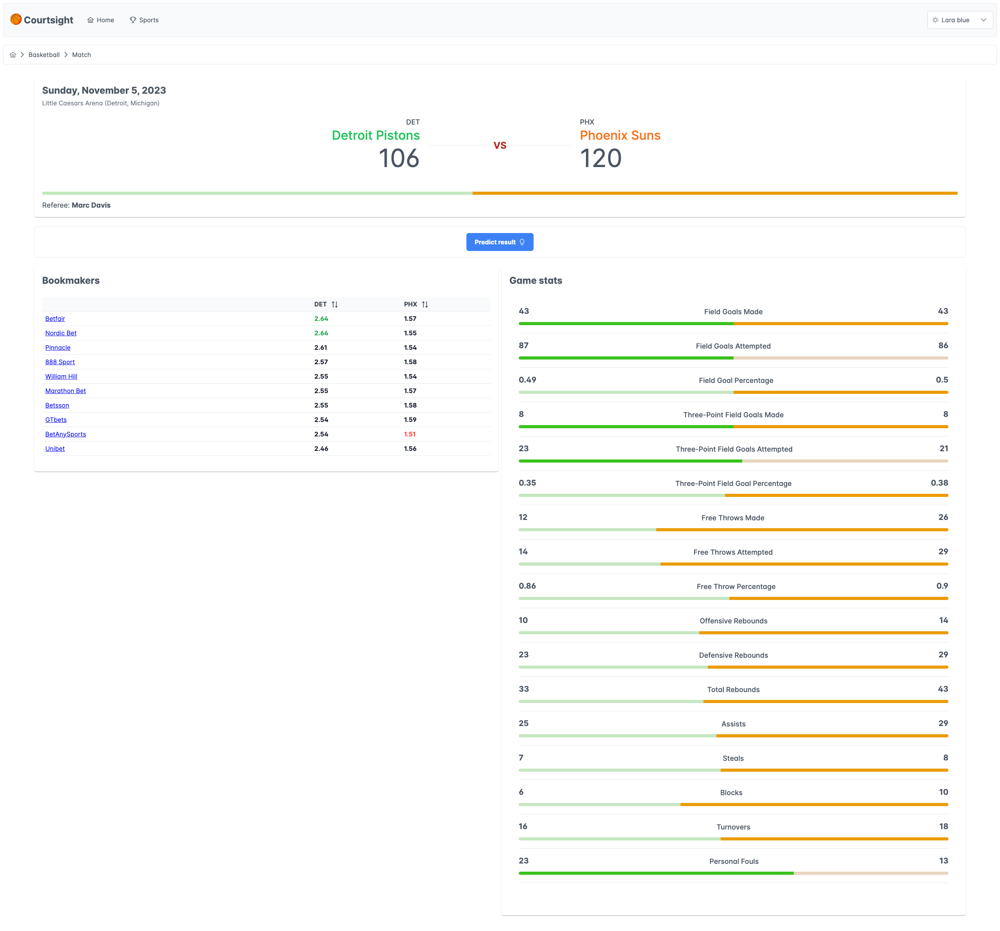 Courtsight Home Sports Lara blue
Basketball Match
Sunday, November 5, 2023
Little Caesars Arena (Detroit, Michigan)
DET
Detroit Pistons
106
VS
PHX
Phoenix Suns
120
Referee: Marc Davis
Predict result
Bookmakers
DET PHX
Betfair 2.64 1.57
Nordic Bet 2.64 1.55
Pinnacle 2.61 1.54
888 Sport 2.57 1.58
William Hill 2.55 1.54
Marathon Bet 2.55 1.57
Betsson 2.55 1.58
GTbets 2.54 1.59
BetAnySports 2.54 1.51
Unibet 2.46 1.56
Game stats
43 Field Goals Made 43
87 Field Goals Attempted 86
0.49 Field Goal Percentage 0.5
8 Three-Point Field Goals Made 8
23 Three-Point Field Goals Attempted 21
0.35 Three-Point Field Goal Percentage 0.38
12 Free Throws Made 26
14 Free Throws Attempted 29
0.86 Free Throw Percentage 0.9
10 Offensive Rebounds 14
23 Defensive Rebounds 29
33 Total Rebounds 43
25 Assists 29
7 Steals 8
6 Blocks 10
16 Turnovers 18
23 Personal Fouls 13